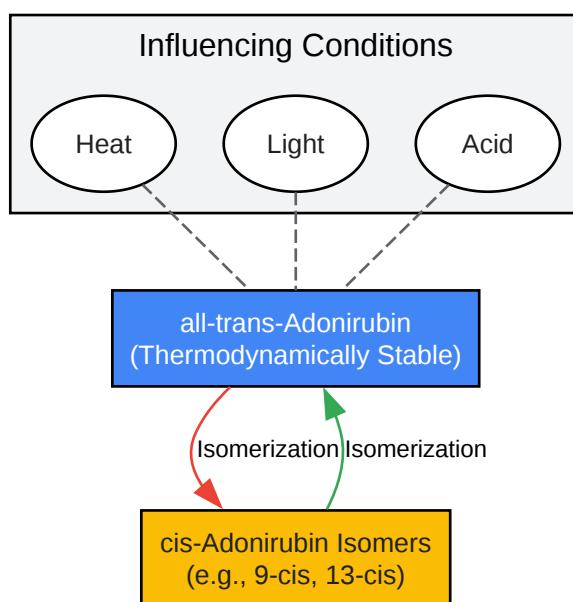 Influencing Conditions
Heat
Light
Acid
all-trans-Adonirubin
(Thermodynamically Stable)
Isomerization
Isomerization
cis-Adonirubin Isomers
(e.g., 9-cis, 13-cis)